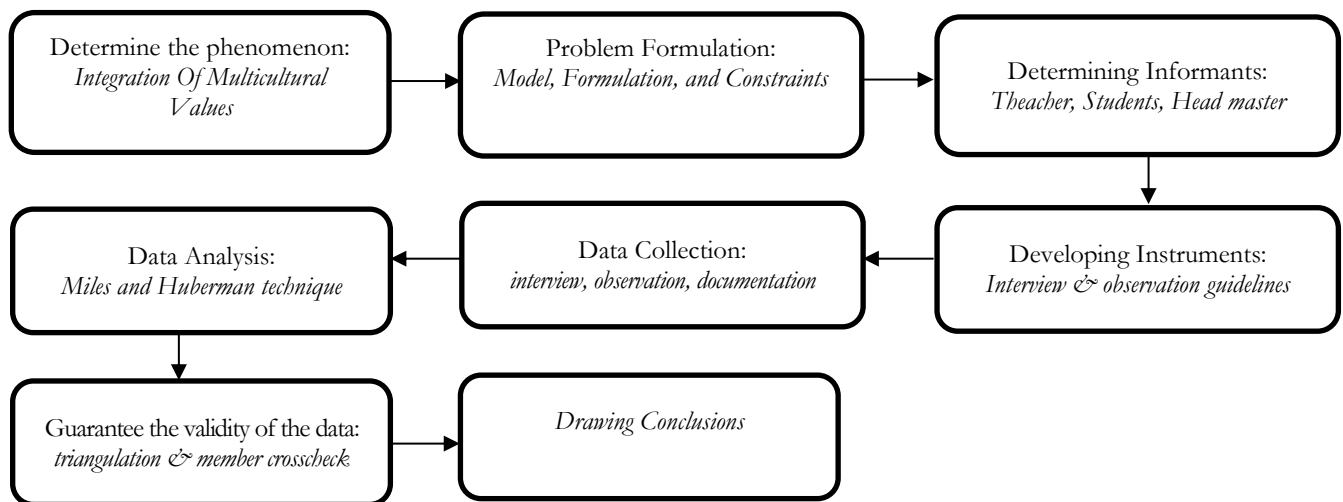 Determine the phenomenon:
Integration Of Multicultural
Values
Problem Formulation:
Model, Formulation, and Constraints
Determining Informants:
Theacher, Students, Head master
Developing Instruments:
Interview & observation guidelines
Data Collection:
interview, observation, documentation
Data Analysis:
Miles and Huberman technique
Guarantee the validity of the data:
triangulation & member crosscheck
Drawing Conclusions